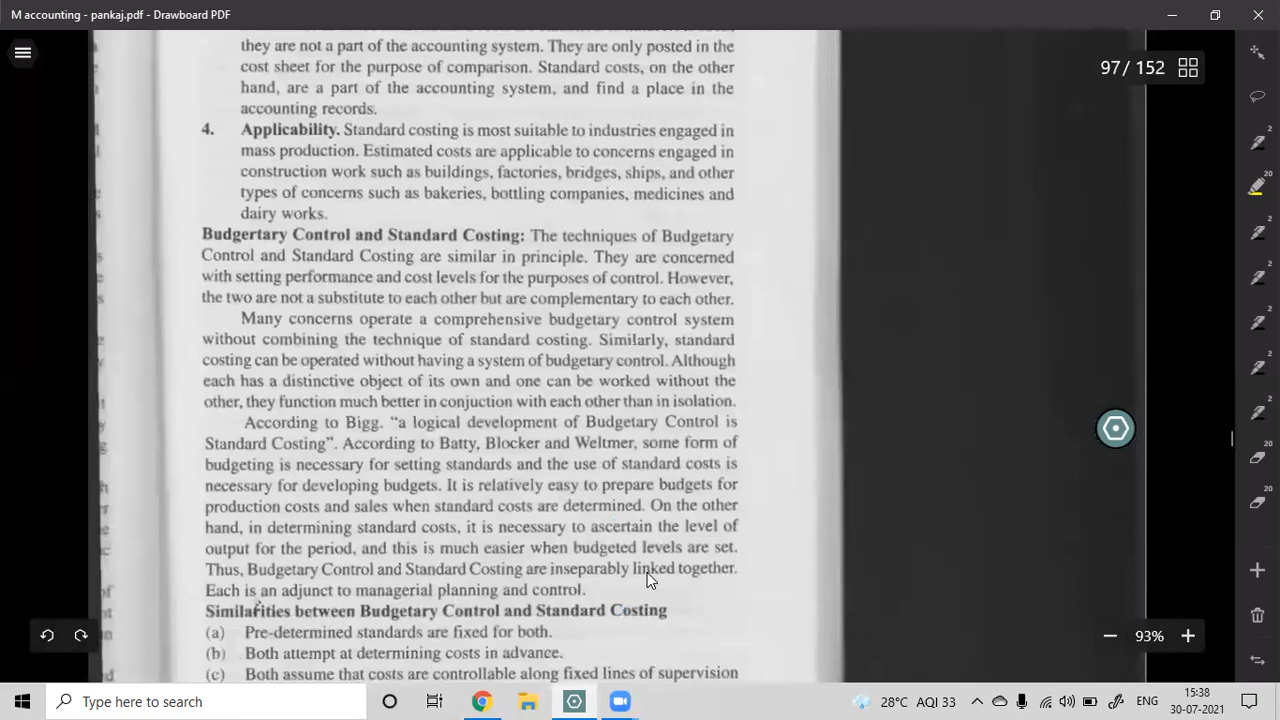 M accounting - pankaj.pdf - Drawboard PDF
they are not a part of the accounting system. They are only posted in the
cost sheet for the purpose of comparison. Standard costs, on the other
hand, are a part of the accounting system, and find a place in the
accounting records.
4. Applicability. Standard costing is most suitable to industries engaged in
mass production. Estimated costs are applicable to concerns engaged in
construction work such as buildings, factories, bridges, ships, and other
types of concerns such as bakeries, bottling companies, medicines and
dairy works.
Budgertary Control and Standard Costing: The techniques of Budgetary
Control and Standard Costing are similar in principle. They are concerned
with setting performance and cost levels for the purposes of control. However,
the two are not a substitute to each other but are complementary to each other.
Many concerns operate a comprehensive budgetary control system
without combining the technique of standard costing. Similarly, standard
costing can be operated without having a system of budgetary control. Although
each has a distinctive object of its own and one can be worked without the
other, they function much better in conjunction with each other than in isolation.
According to Bigg. “a logical development of Budgetary Control is
Standard Costing”. According to Batty, Blocker and Weltmer, some form of
budgeting is necessary for setting standards and the use of standard costs is
necessary for developing budgets. It is relatively easy to prepare budgets for
production costs and sales when standard costs are determined. On the other
hand, in determining standard costs, it is necessary to ascertain the level of
output for the period, and this is much easier when budgeted levels are set.
Thus, Budgetary Control and Standard Costing are inseparably linked together.
Each is an adjunct to managerial planning and control.
Similarities between Budgetary Control and Standard Costing
(a) Pre-determined standards are fixed for both.
(b) Both attempt at determining costs in advance.
(c) Both assume that costs are controllable along fixed lines of supervision
97 / 152
2
20
2
2
2
2
2
2
20
20
93%
Type here to search
28°C AQI 33
ENG
15:38
30-07-2021